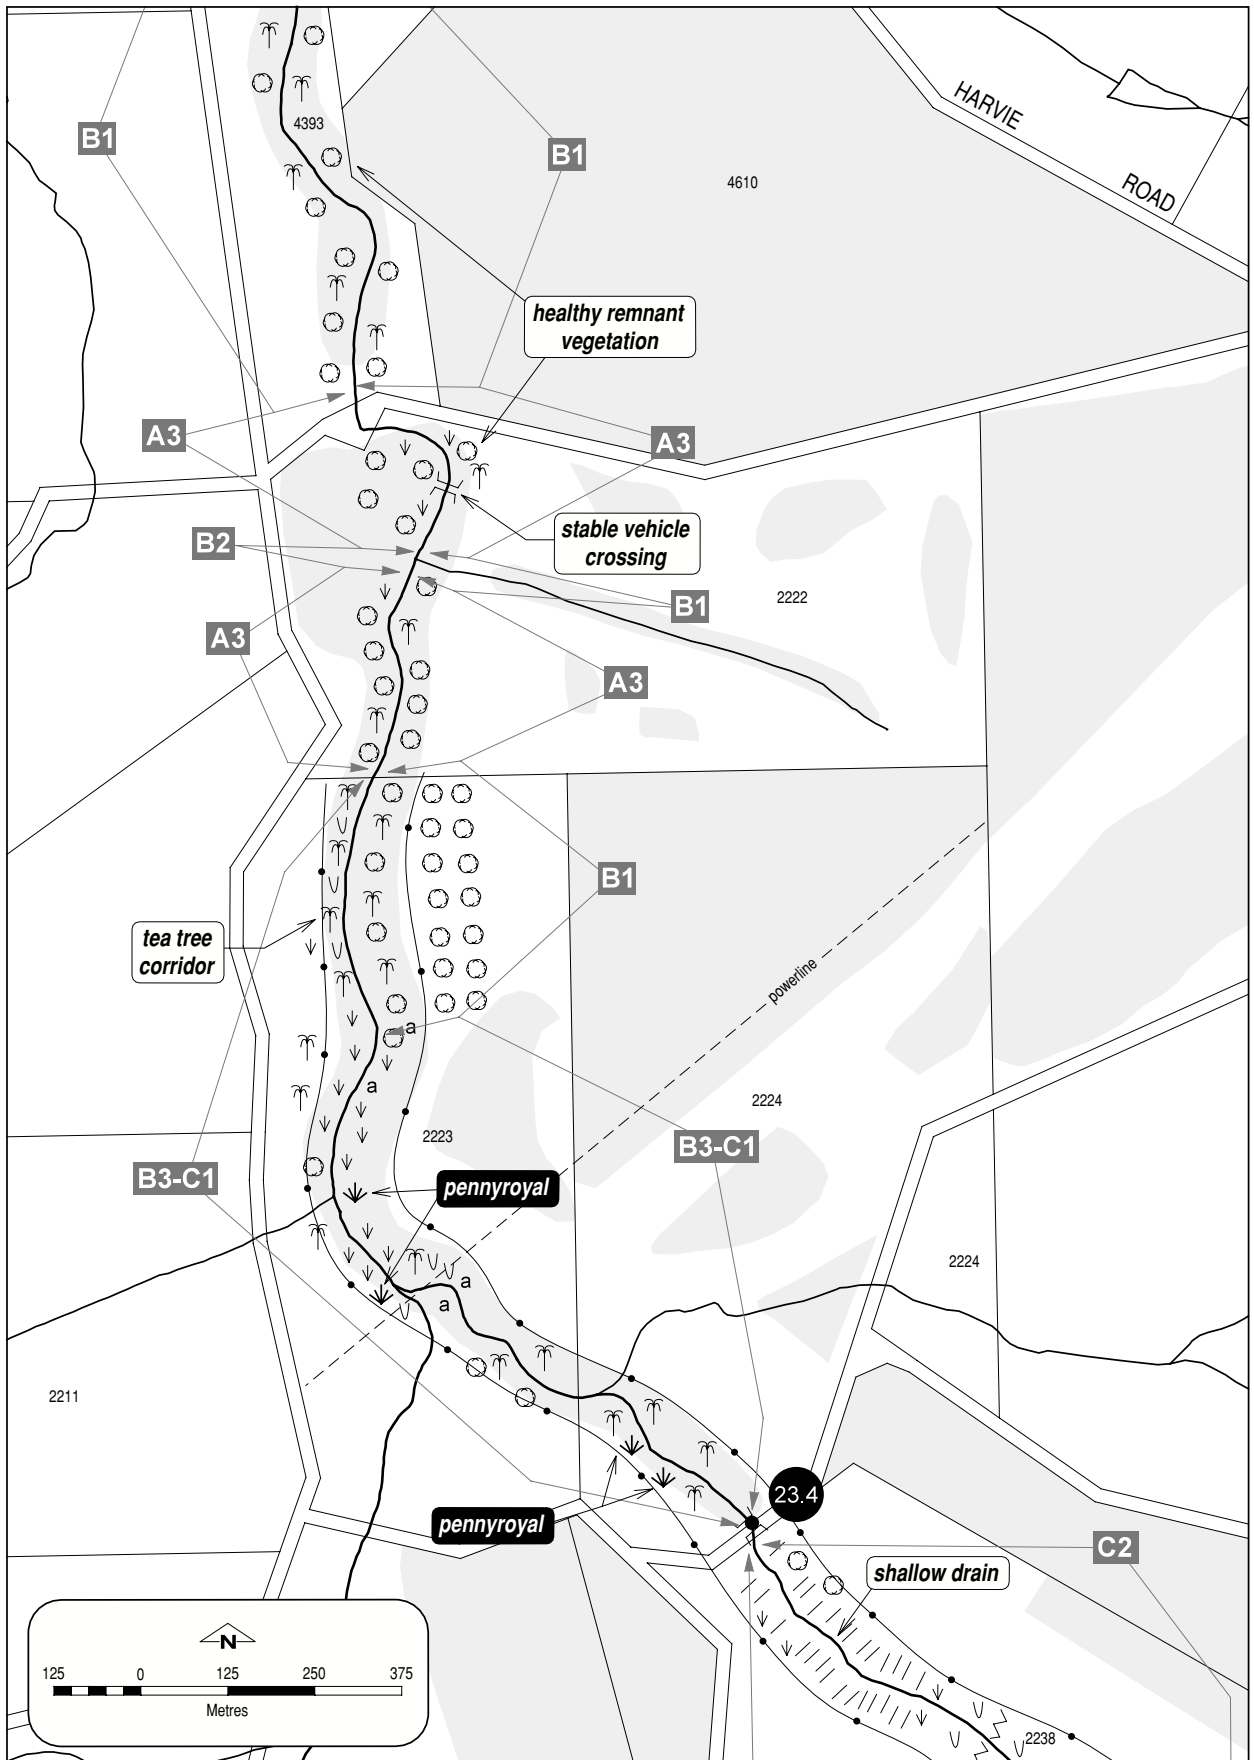 HARVIE
ROAD
B1
4393
B1
4610
healthy remnant
vegetation
A3
A3
stable vehicle
crossing
B2
B1
2222
A3
A3
B1
tea tree
corridor
powerline
a
a
2224
2223
B3-C1
B3-C1
pennyroyal
2224
a
a
2211
23.4
pennyroyal
C2
shallow drain
N
125 0 125 250 375
Metres
2238